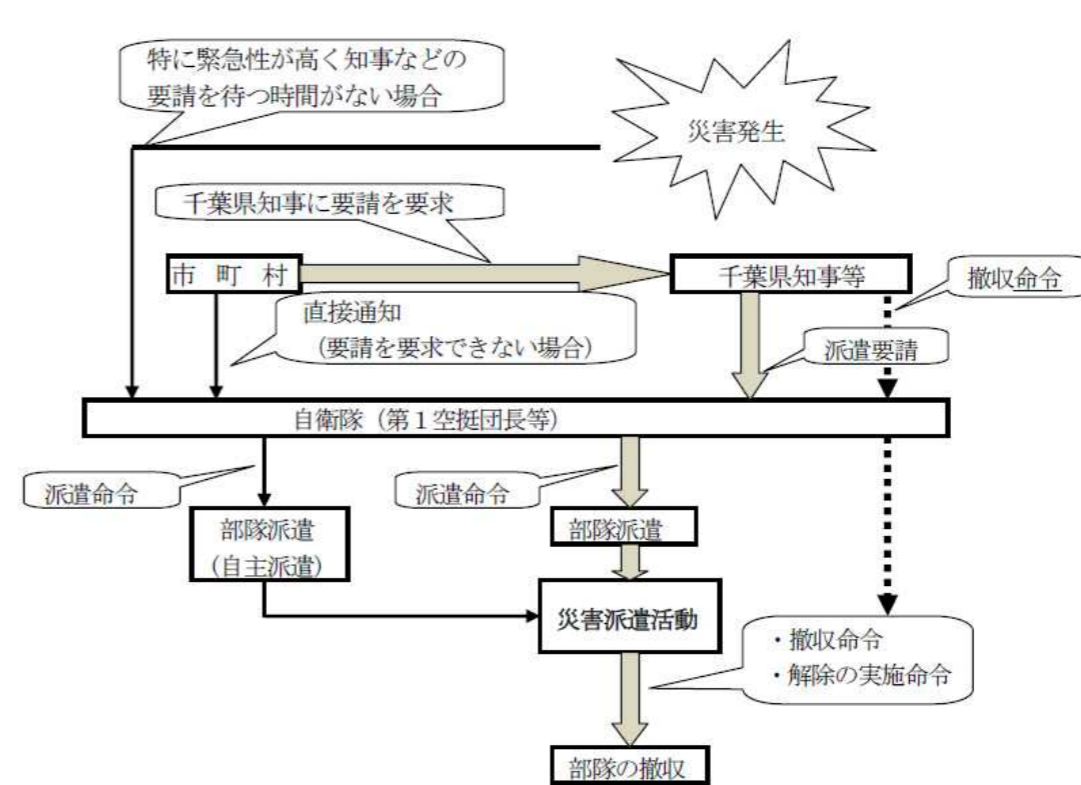 特に緊急性が高く知事などの
要請を待つ時間がない場合
災害発生
千葉県知事に要請を要求
市 町 村
千葉県知事等
撤収命令
直接通知
（要請を要求できない場合）
派遣要請
自衛隊（第１空挺団長等）
派遣命令
派遣命令
部隊派遣
（自主派遣）
部隊派遣
災害派遣活動
・撤収命令
・解除の実施命令
部隊の撤収